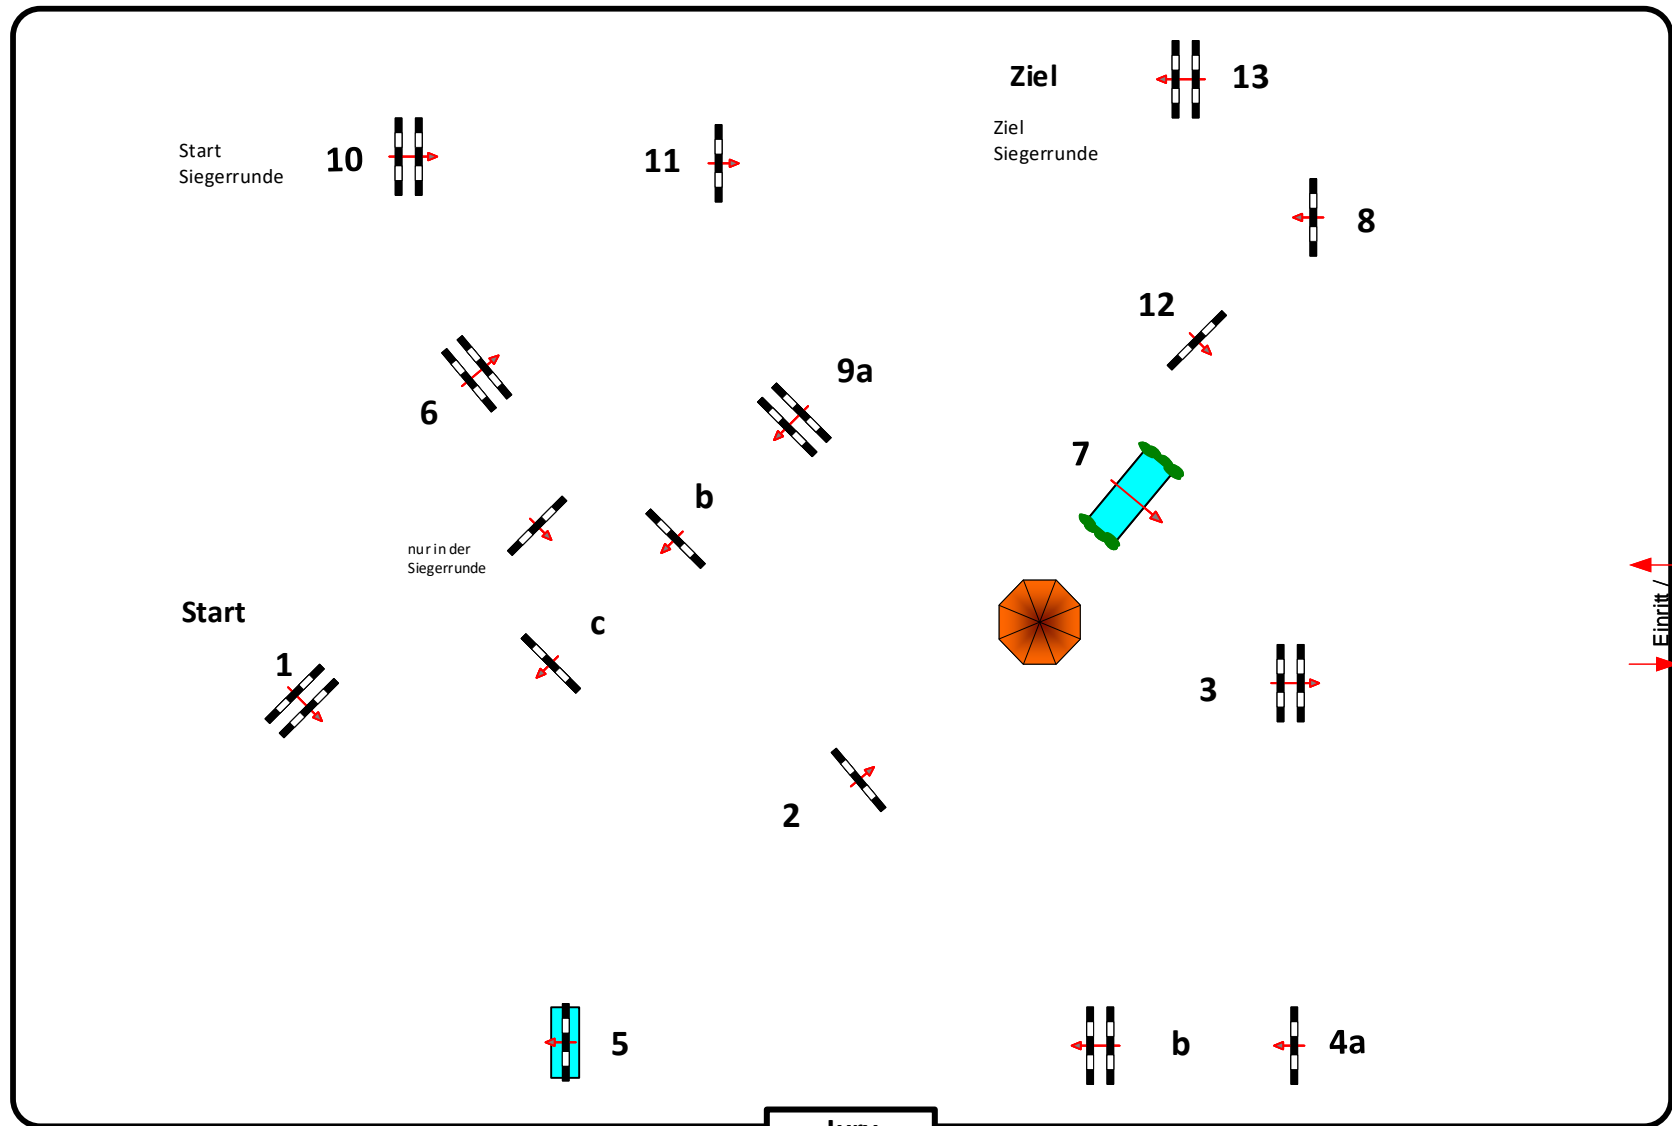 Ziel
13
Ziel
Siegerrunde
Start
Siegerrunde
10
11
8
12
6
9a
7
b
nur in der
Siegerrunde
Start
c
1
3
2
Einritt /
5
b
4a